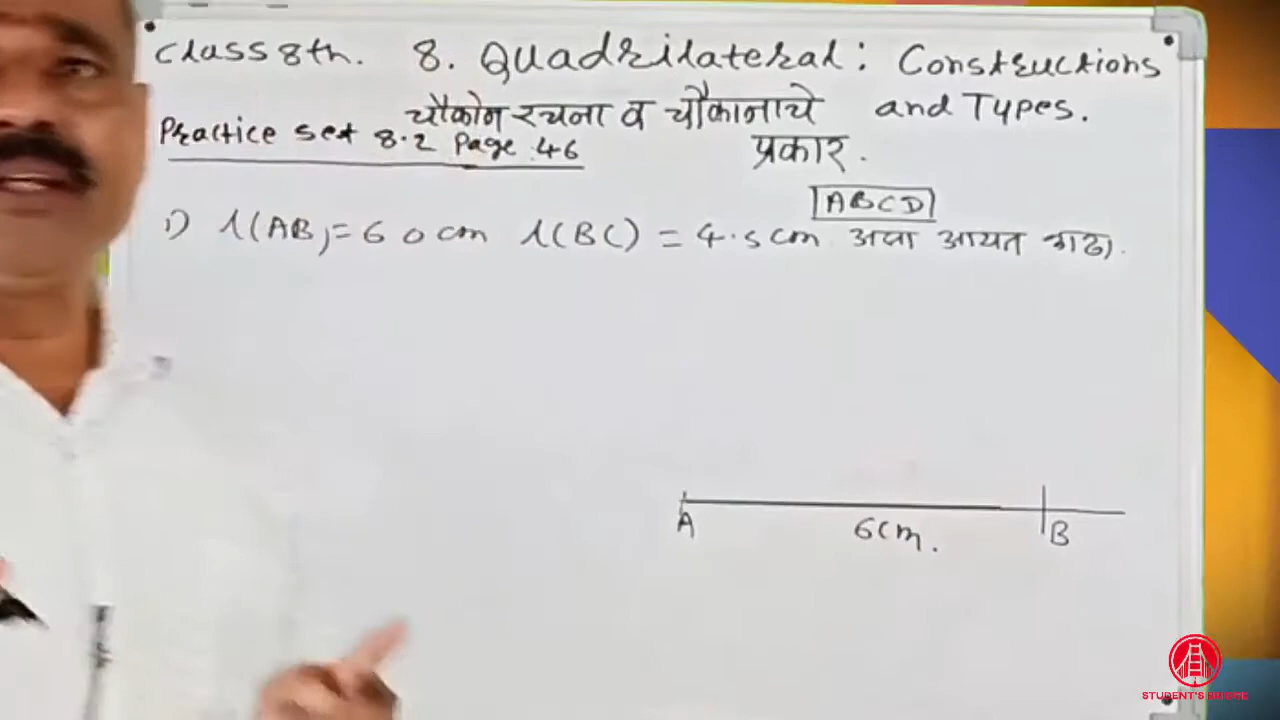 Class 8th. 8. Quadrilateral: Constructions
चौकोन रचना व चौकानाचे and Types.
Practice set 8.2 Page 46 प्रकार.
ABCD
1) l(AB)=6 0 cm l(BC) = 4.5 cm. असा आयत काढा.
A 6cm. B
STUDENT'S BRIDGE